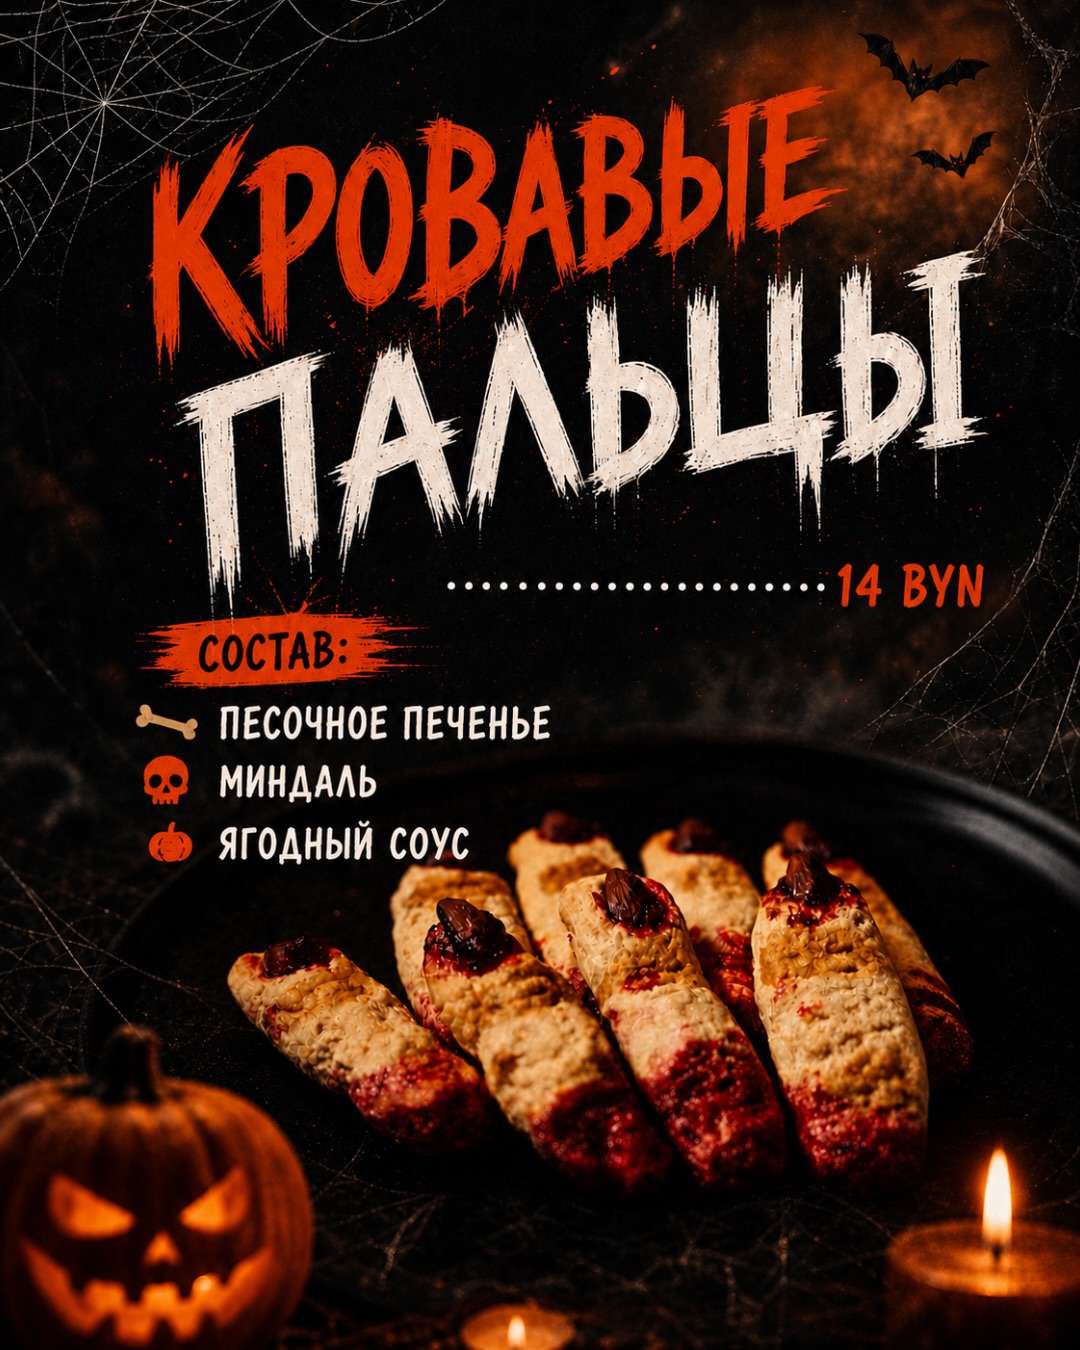 КРОВАВЫЕ
ПАЛЬЦЫ
.....................14 BYN
СОСТАВ:
ПЕСОЧНОЕ ПЕЧЕНЬЕ
МИНДАЛЬ
ЯГОДНЫЙ СОУС